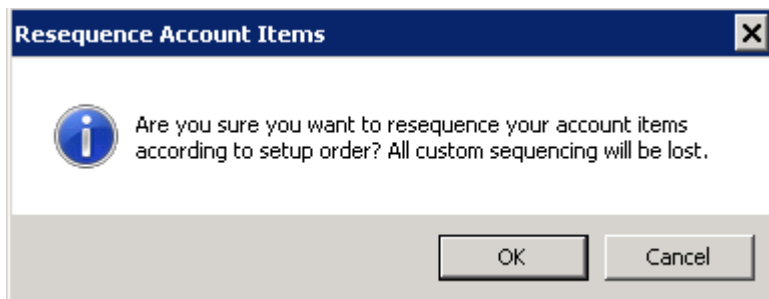 Resequence Account Items
Are you sure you want to resequence your account items
according to setup order? All custom sequencing will be lost.
OK
Cancel